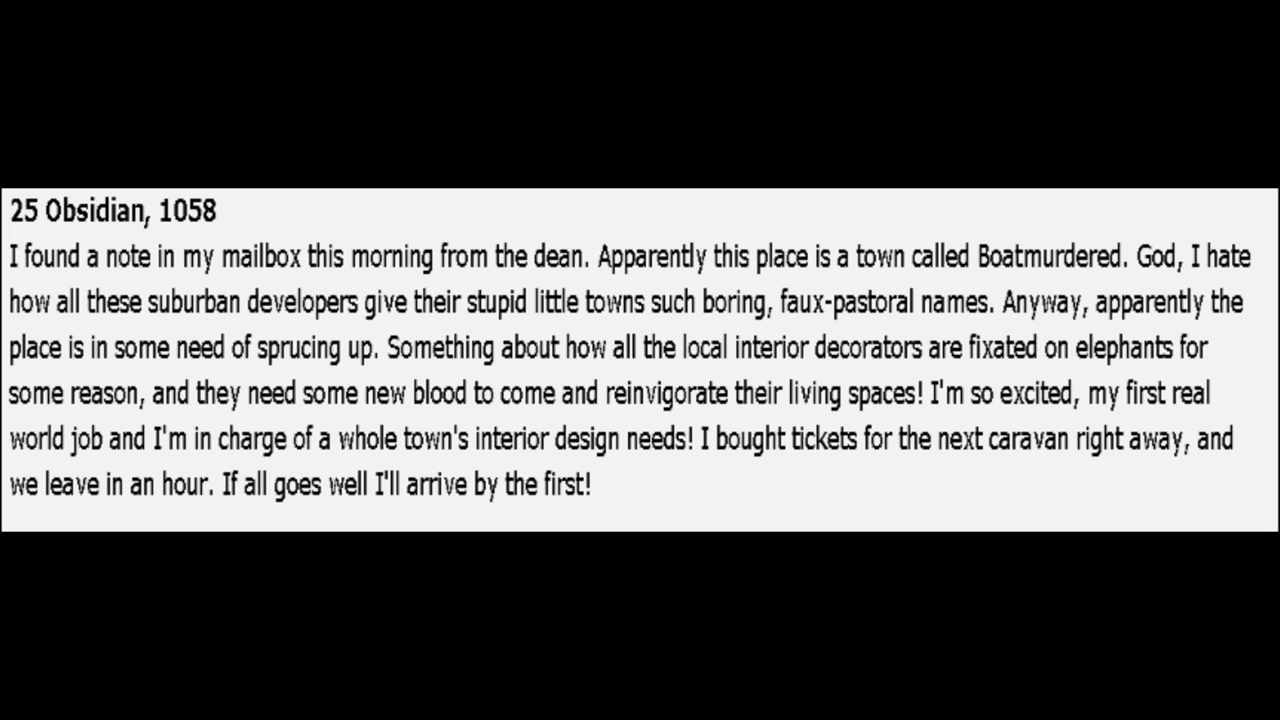 25 Obsidian, 1058
I found a note in my mailbox this morning from the dean. Apparently this place is a town called Boatmurdered. God, I hate
how all these suburban developers give their stupid little towns such boring, faux-pastoral names. Anyway, apparently the
place is in some need of sprucing up. Something about how all the local interior decorators are fixated on elephants for
some reason, and they need some new blood to come and reinvigorate their living spaces! I'm so excited, my first real
world job and I'm in charge of a whole town's interior design needs! I bought tickets for the next caravan right away, and
we leave in an hour. If all goes well I'll arrive by the first!